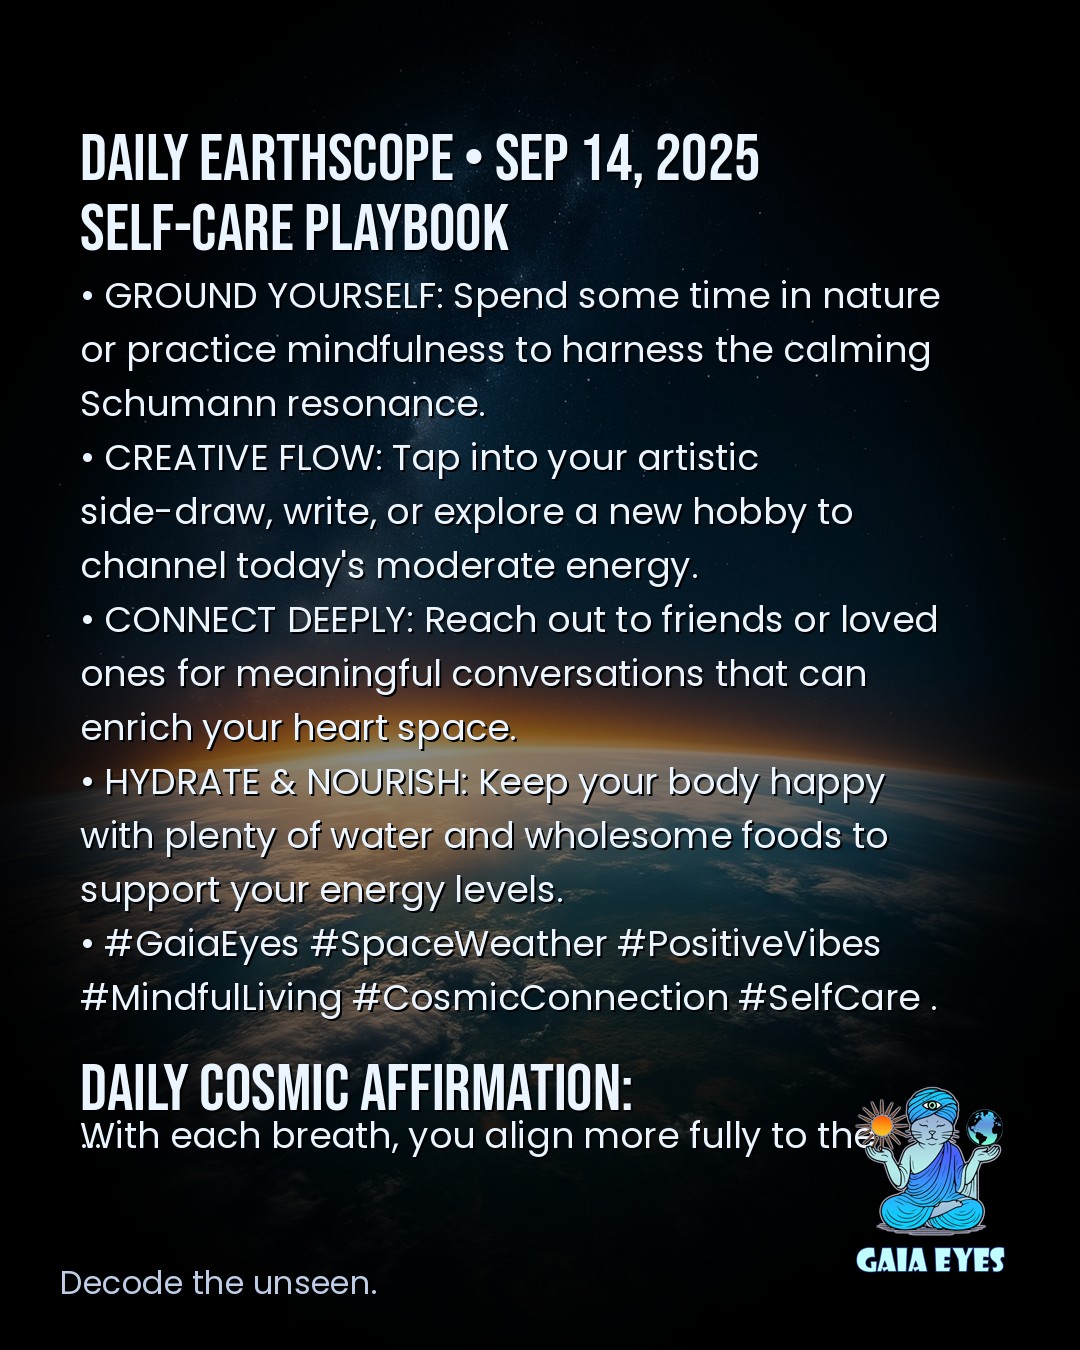 DAILY EARTHSCOPE • SEP 14, 2025
SELF-CARE PLAYBOOK
• GROUND YOURSELF: Spend some time in nature
or practice mindfulness to harness the calming
Schumann resonance.
• CREATIVE FLOW: Tap into your artistic
side-draw, write, or explore a new hobby to
channel today's moderate energy.
• CONNECT DEEPLY: Reach out to friends or loved
ones for meaningful conversations that can
enrich your heart space.
• HYDRATE & NOURISH: Keep your body happy
with plenty of water and wholesome foods to
support your energy levels.
• #GaiaEyes #SpaceWeather #PositiveVibes
#MindfulLiving #CosmicConnection #SelfCare .
DAILY COSMIC AFFIRMATION:
With each breath, you align more fully to the
…
GAIA EYES
Decode the unseen.